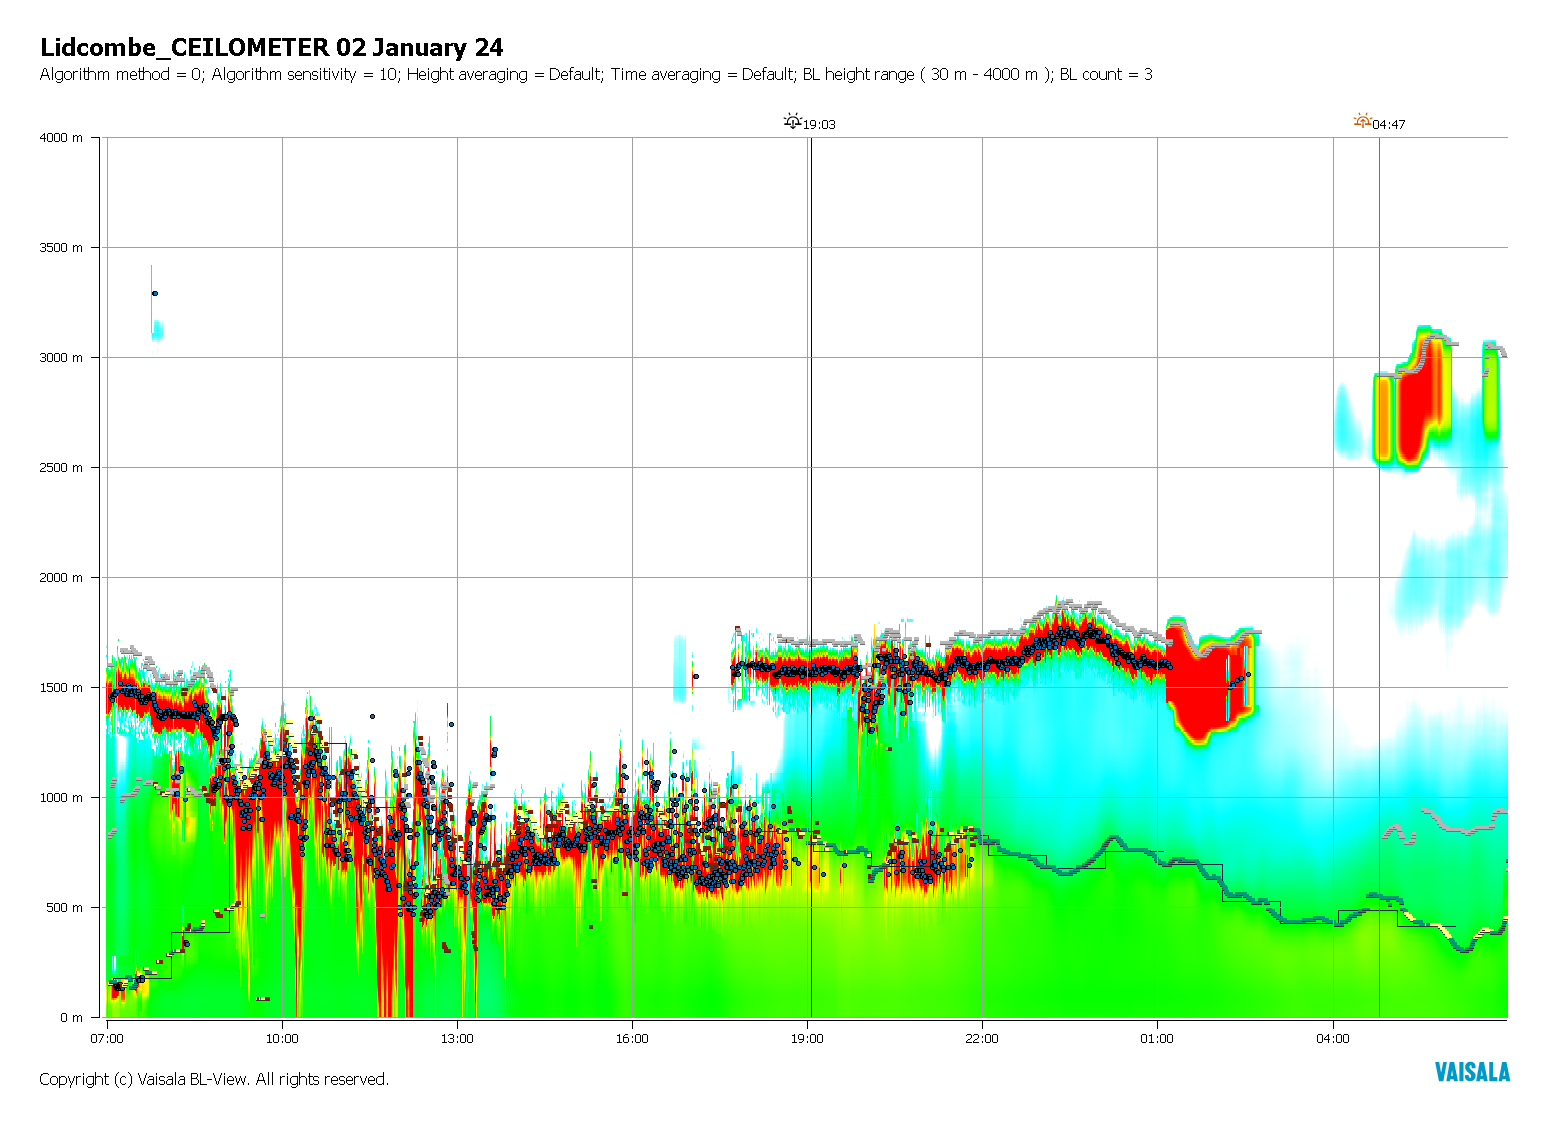 Lidcombe_CEILOMETER 02 January 24
Algorithm method = 0; Algorithm sensitivity = 10; Height averaging = Default; Time averaging = Default; BL height range ( 30 m - 4000 m ); BL count = 3
19:03
04:47
4000 m
3500 m
3000 m
2500 m
2000 m
1500 m
1000 m
500 m
0 m
07:00 10:00 13:00 16:00 19:00 22:00 01:00 04:00
Copyright (c) Vaisala BL-View. All rights reserved.
VAISALA